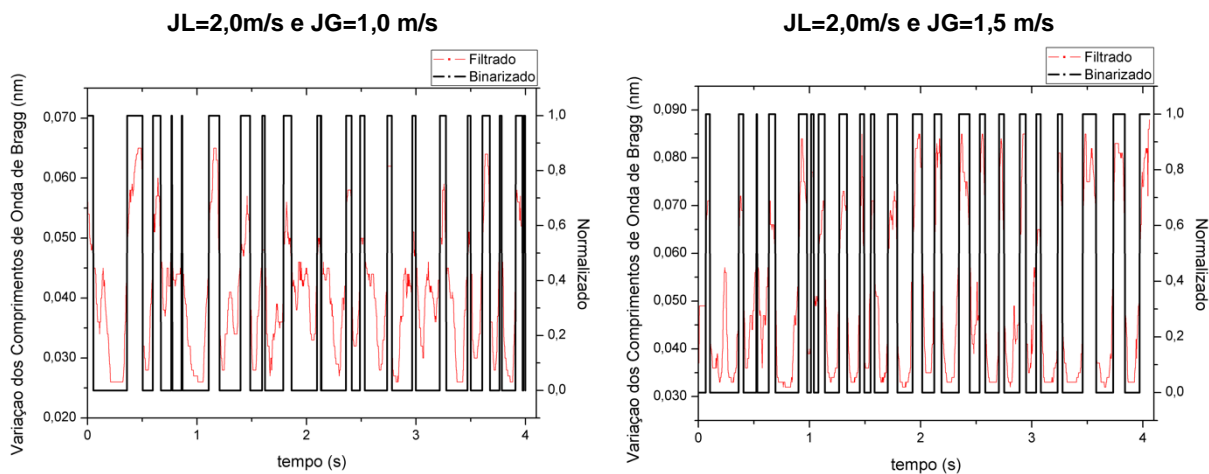 JL=2,0m/s e JG=1,0 m/s
Filtrado
Binarizado
Variaçao dos Comprimentos de Onda de Bragg (nm)
0,070
0,060
0,050
0,040
0,030
0,020
1,0
0,8
0,6
0,4
0,2
0,0
Normalizado
0 1 2 3 4
tempo (s)
JL=2,0m/s e JG=1,5 m/s
Filtrado
Binarizado
Variaçao dos Comprimentos de Onda de Bragg (nm)
0,090
0,080
0,070
0,060
0,050
0,040
0,030
1,0
0,8
0,6
0,4
0,2
0,0
Normalizado
0 1 2 3 4
tempo (s)